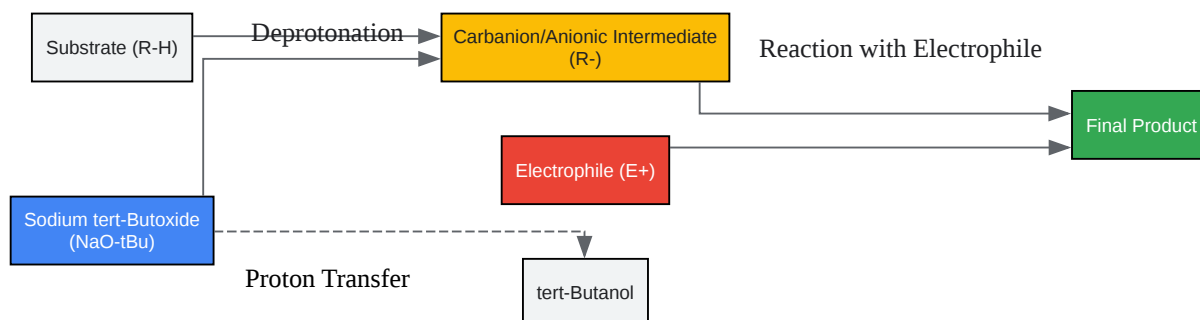 Substrate (R-H)
Deprotonation
Carbanion/Anionic Intermediate
(R-)
Reaction with Electrophile
Final Product
Electrophile (E+)
Sodium tert-Butoxide
(NaO-tBu)
Proton Transfer
tert-Butanol